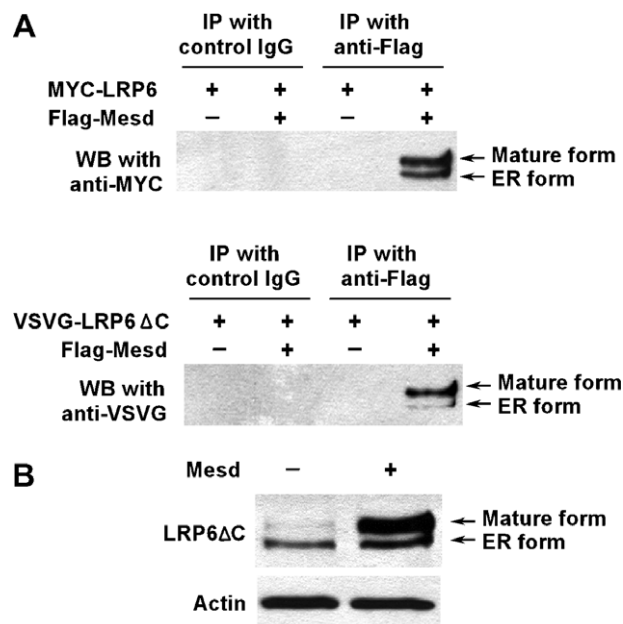 A
IP with control IgG
IP with anti-Flag
MYC-LRP6 + + + +
Flag-Mesd − + − +
WB with anti-MYC
← Mature form
← ER form
IP with control IgG
IP with anti-Flag
VSVG-LRP6 ΔC + + + +
Flag-Mesd − + − +
WB with anti-VSVG
← Mature form
← ER form
B
Mesd − +
LRP6ΔC
← Mature form
← ER form
Actin